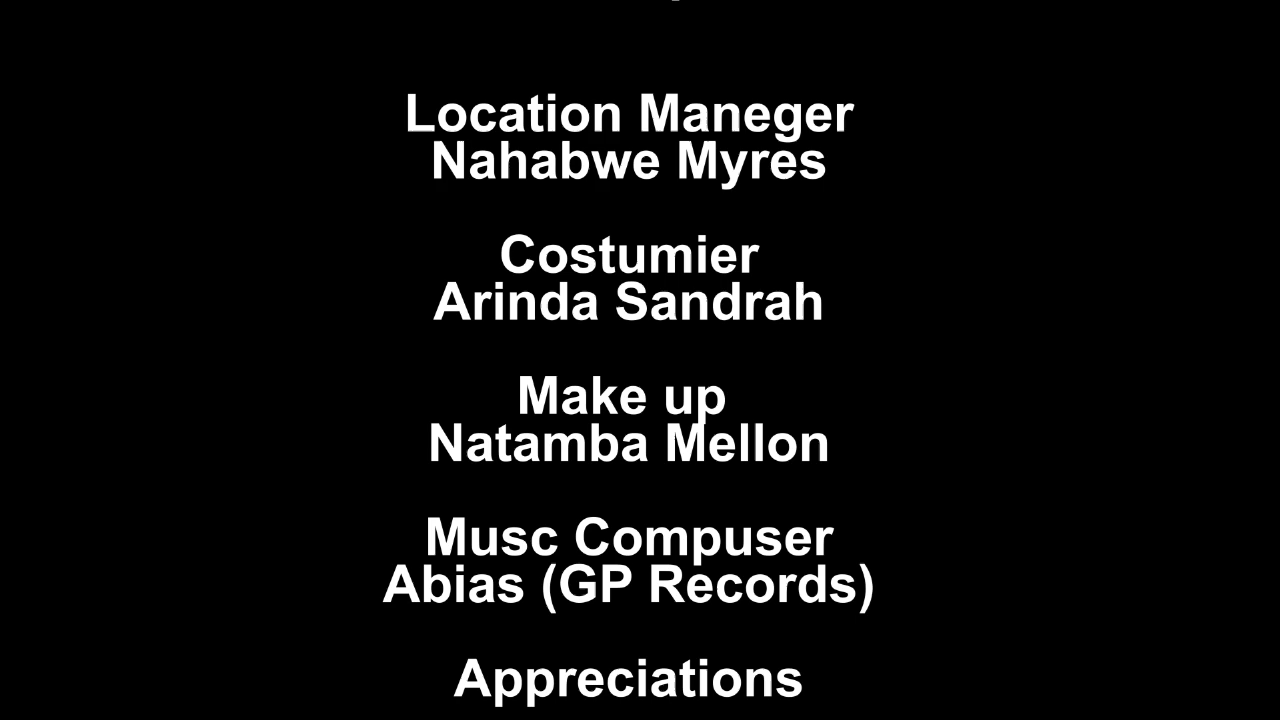 Location Maneger
Nahabwe Myres
Costumier
Arinda Sandrah
Make up
Natamba Mellon
Musc Compuser
Abias (GP Records)
Appreciations